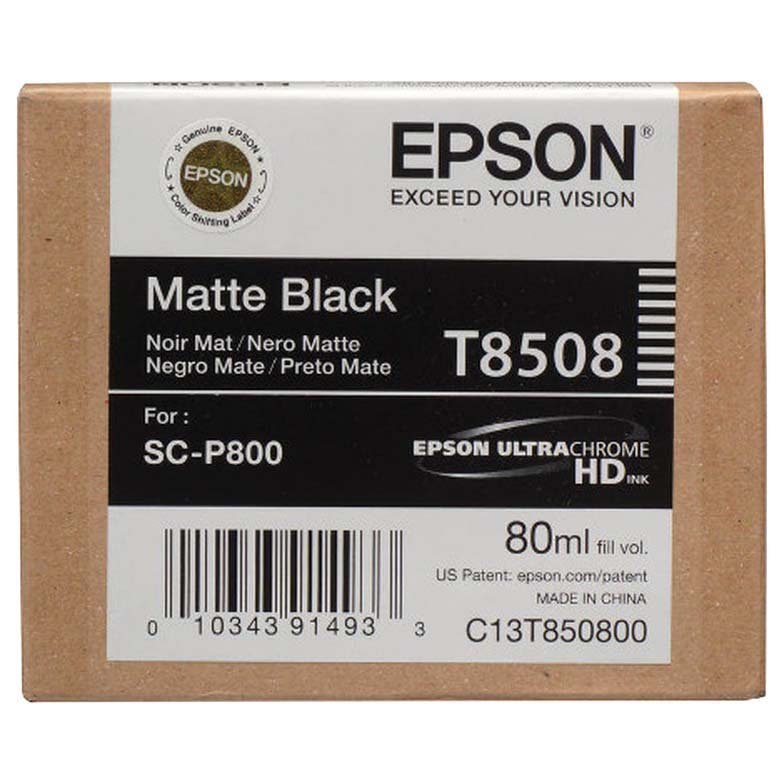 Genuine EPSON
EPSON
Color Shifting Label
EPSON®
EXCEED YOUR VISION
Matte Black
Noir Mat / Nero Matte
Negro Mate / Preto Mate
T8508
For :
SC-P800
EPSON ULTRACHROME
HD INK
80ml fill vol.
US Patent: epson.com/patent
MADE IN CHINA
0 10343 91493 3
C13T850800